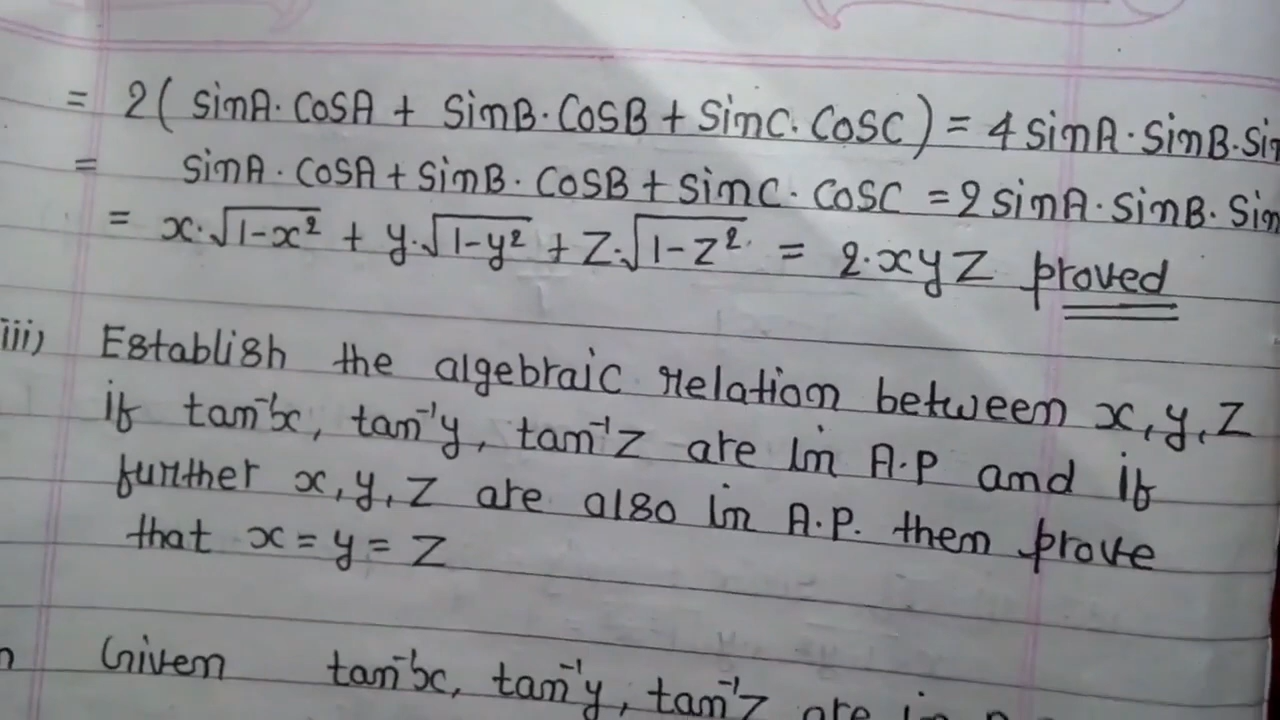 = 2( sinA·cosA + sinB·cosB + sinC·cosC ) = 4 sinA·sinB·
= sinA·cosA + sinB·cosB + sinC·cosC = 2 sinA·sinB·sin
= x·√1-x² + y·√1-y² + z·√1-z² = 2·xyz proved
iii) Establish the algebraic relation between x, y, z
if tan⁻¹x, tan⁻¹y, tan⁻¹z are in A.P and if
further x, y, z are also in A.P. then prove
that x = y = z
Given tan⁻¹x, tan⁻¹y, tan⁻¹z are in